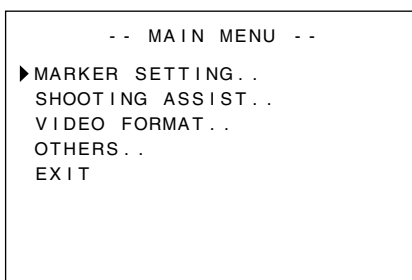 -- MAIN MENU --
▶MARKER SETTING..
SHOOTING ASSIST..
VIDEO FORMAT..
OTHERS..
EXIT